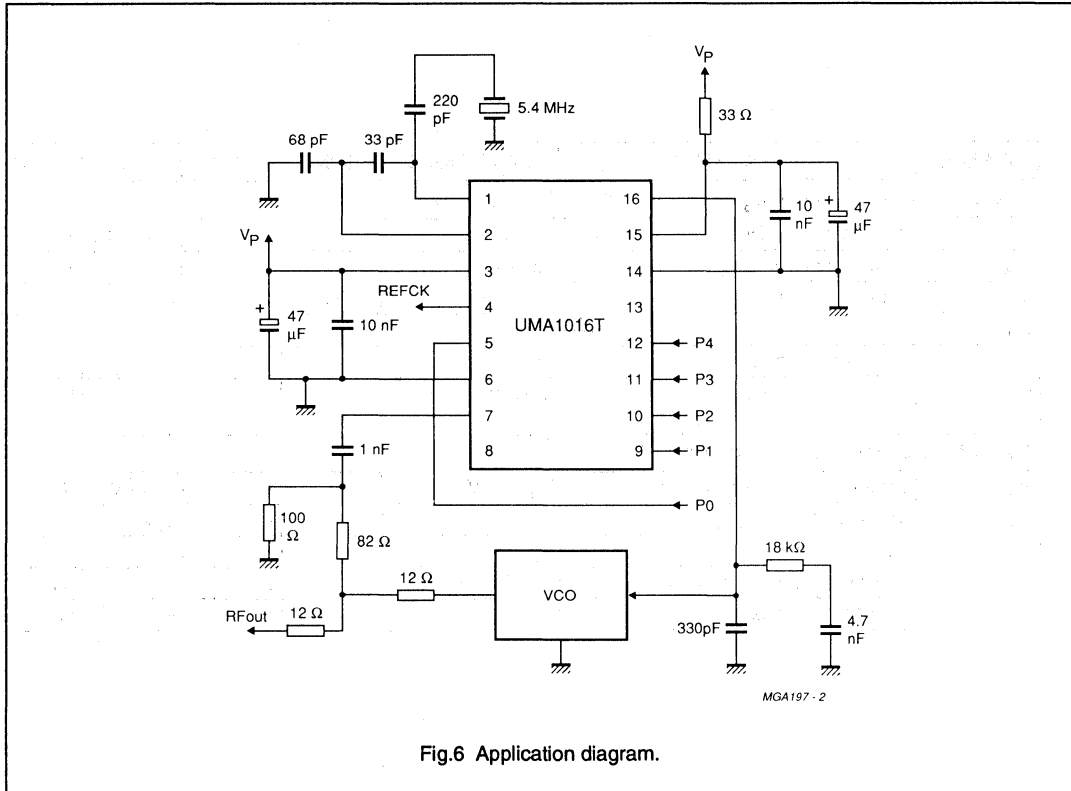 VP
220
pF
5.4 MHz
33 Ω
68 pF
33 pF
1
2
3
4
5
6
7
8
16
15
14
13
12
11
10
9
UMA1016T
10
nF
+
47
μF
VP
REFCK
+
47
μF
10 nF
P4
P3
P2
P1
P0
1 nF
100
Ω
82 Ω
12 Ω
VCO
18 kΩ
RFout
12 Ω
330pF
4.7
nF
MGA197 - 2
Fig.6 Application diagram.